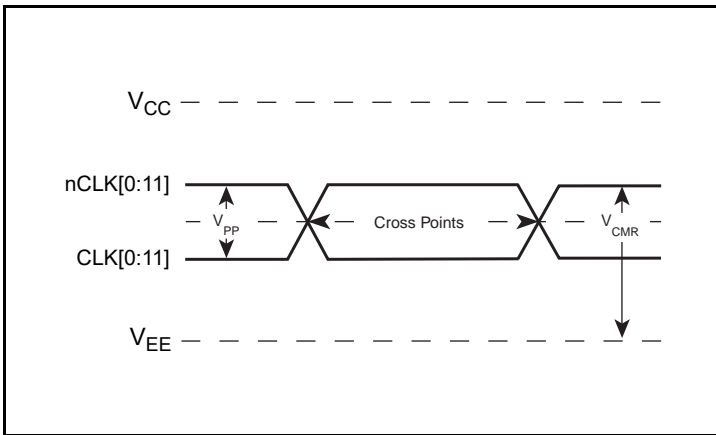 VCC
nCLK[0:11]
VPP
Cross Points
VCMR
CLK[0:11]
VEE